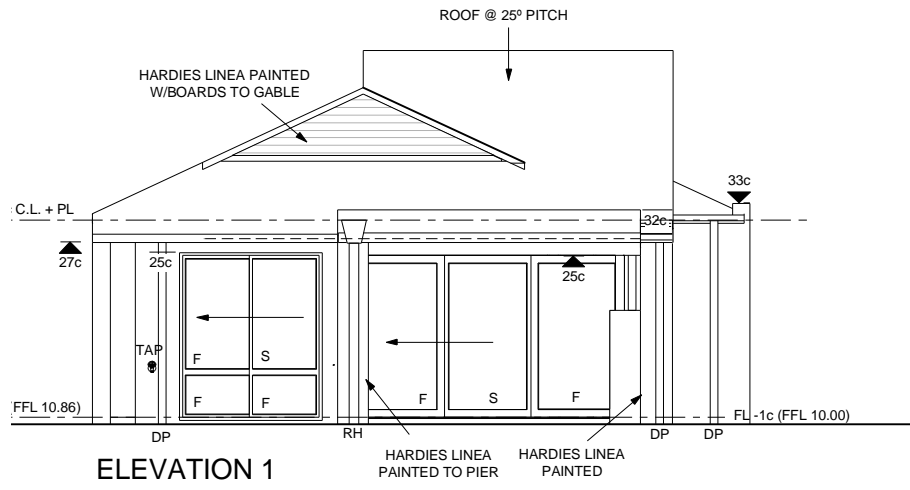 ROOF @ 25º PITCH
HARDIES LINEA PAINTED
W/BOARDS TO GABLE
33c
C.L. + PL
32c
27c
25c
25c
TAP
F
S
F
F
F
S
F
FFL 10.86)
FL -1c (FFL 10.00)
DP
RH
DP
DP
HARDIES LINEA
PAINTED TO PIER
HARDIES LINEA
PAINTED
ELEVATION 1